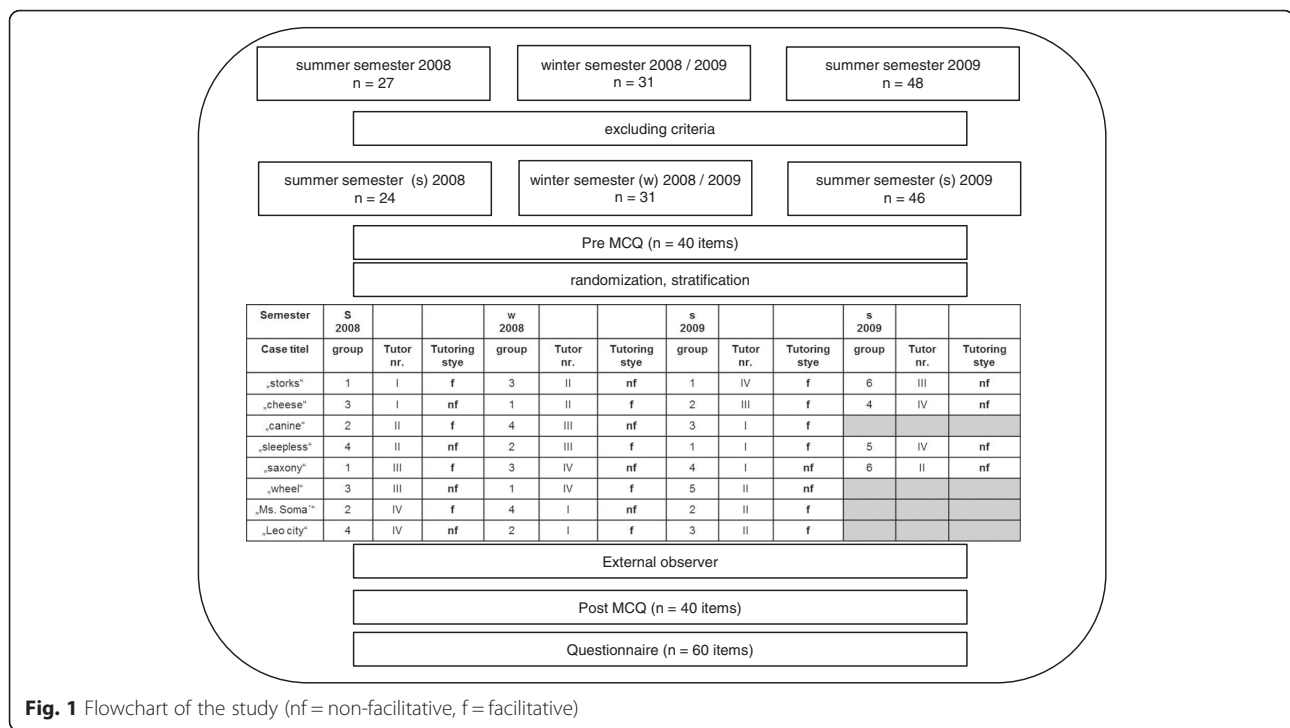 summer semester 2008
n = 27
winter semester 2008 / 2009
n = 31
summer semester 2009
n = 48
excluding criteria
summer semester (s) 2008
n = 24
winter semester (w) 2008 / 2009
n = 31
summer semester (s) 2009
n = 46
Pre MCQ (n = 40 items)
randomization, stratification
Semester S 2008 w 2008 s 2009 s 2009
Case titel group Tutor nr. Tutoring stye group Tutor nr. Tutoring stye group Tutor nr. Tutoring stye group Tutor nr. Tutoring stye
„storks“ 1 I f 3 II nf 1 IV f 6 III nf
„cheese“ 3 I nf 1 II f 2 III f 4 IV nf
„canine“ 2 II f 4 III nf 3 I f
„sleepless“ 4 II nf 2 III f 1 I f 5 IV nf
„saxony“ 1 III f 3 IV nf 4 I nf 6 II nf
„wheel“ 3 III nf 1 IV f 5 II nf
„Ms. Soma´“ 2 IV f 4 I nf 2 II f
„Leo city“ 4 IV nf 2 I f 3 II f
External observer
Post MCQ (n = 40 items)
Questionnaire (n = 60 items)
Fig. 1 Flowchart of the study (nf = non-facilitative, f = facilitative)